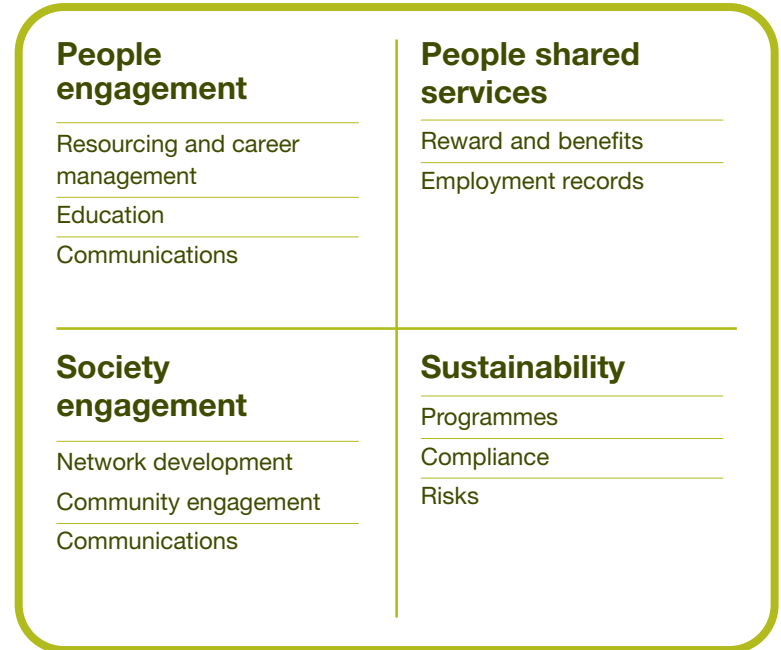 People
engagement
Resourcing and career
management
Education
Communications
People shared
services
Reward and benefits
Employment records
Society
engagement
Network development
Community engagement
Communications
Sustainability
Programmes
Compliance
Risks